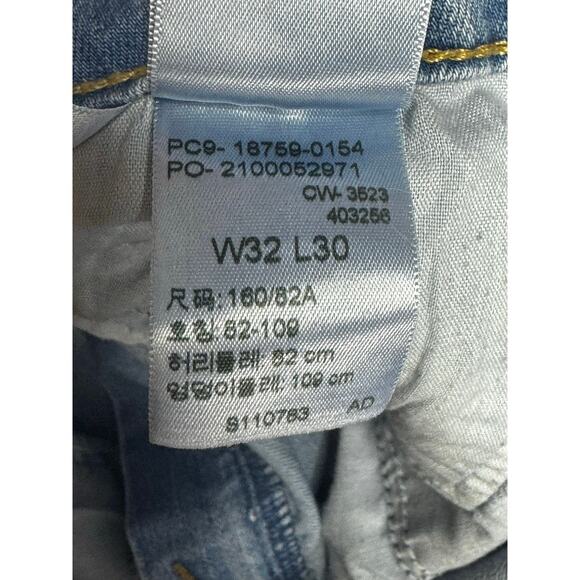 PC9- 18759-0154
PO- 2100052971
CW- 3523
403256
W32 L30
尺码: 160/82A
호칭: 82-109
허리둘레: 82 cm
엉덩이둘레: 109 cm
S110783 AD